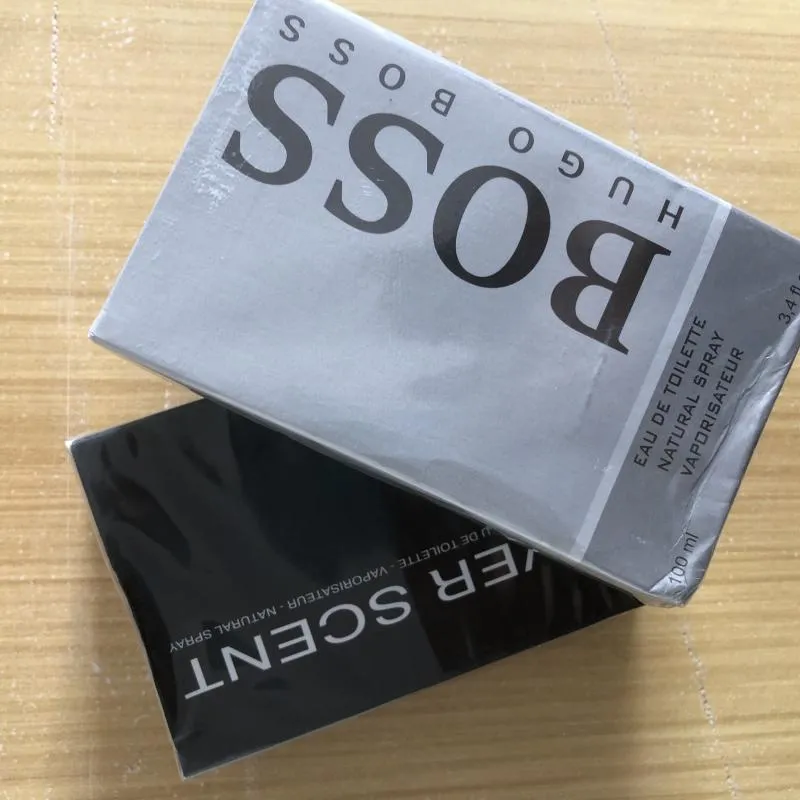 BOSS
HUGO BOSS
EAU DE TOILETTE
NATURAL SPRAY
VAPORISATEUR
100 ml
3,4 fl.
VER SCENT
EAU DE TOILETTE - VAPORISATEUR - NATURAL SPRAY